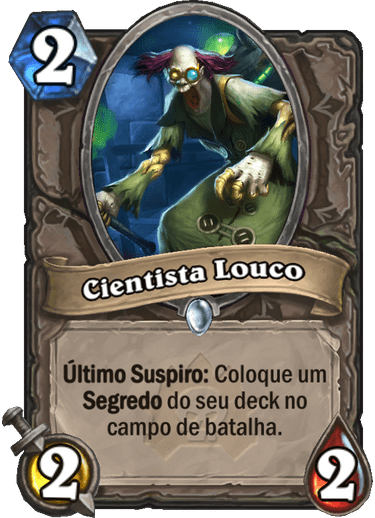 2
Cientista Louco
Último Suspiro: Coloque um
Segredo do seu deck no
campo de batalha.
2
2